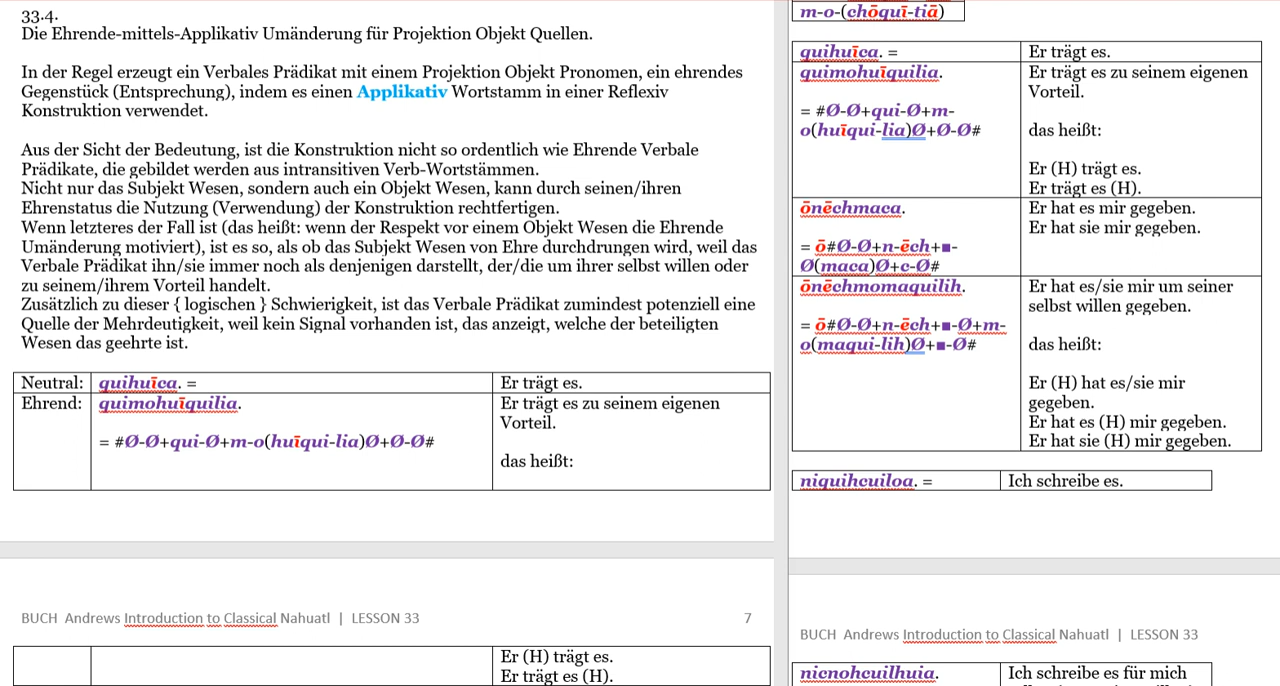 33.4.
Die Ehrende-mittels-Applikativ Umänderung für Projektion Objekt Quellen.
In der Regel erzeugt ein Verbales Prädikat mit einem Projektion Objekt Pronomen, ein ehrendes
Gegenstück (Entsprechung), indem es einen Applikativ Wortstamm in einer Reflexiv
Konstruktion verwendet.
Aus der Sicht der Bedeutung, ist die Konstruktion nicht so ordentlich wie Ehrende Verbale
Prädikate, die gebildet werden aus intransitiven Verb-Wortstämmen.
Nicht nur das Subjekt Wesen, sondern auch ein Objekt Wesen, kann durch seinen/ihren
Ehrenstatus die Nutzung (Verwendung) der Konstruktion rechtfertigen.
Wenn letzteres der Fall ist (das heißt: wenn der Respekt vor einem Objekt Wesen die Ehrende
Umänderung motiviert), ist es so, als ob das Subjekt Wesen von Ehre durchdrungen wird, weil das
Verbale Prädikat ihn/sie immer noch als denjenigen darstellt, der/die um ihrer selbst willen oder
zu seinem/ihrem Vorteil handelt.
Zusätzlich zu dieser { logischen } Schwierigkeit, ist das Verbale Prädikat zumindest potenziell eine
Quelle der Mehrdeutigkeit, weil kein Signal vorhanden ist, das anzeigt, welche der beteiligten
Wesen das geehrte ist.
Neutral: quihuīca. = Er trägt es.
Ehrend: quimohuīquilia. Er trägt es zu seinem eigenen
Vorteil.
= #Ø-Ø+qui-Ø+m-o(huīqui-lia)Ø+Ø-Ø#
das heißt:
BUCH Andrews Introduction to Classical Nahuatl | LESSON 33 7
Er (H) trägt es.
Er trägt es (H).
m-o-(chōquī-tiā)
quihuīca. = Er trägt es.
quimohuīquilia. Er trägt es zu seinem eigenen
Vorteil.
= #Ø-Ø+qui-Ø+m-
o(huīqui-lia)Ø+Ø-Ø# das heißt:
Er (H) trägt es.
Er trägt es (H).
ōnēchmaca. Er hat es mir gegeben.
Er hat sie mir gegeben.
= ō#Ø-Ø+n-ēch+■-
Ø(maca)Ø+c-Ø#
ōnēchmomaquilih. Er hat es/sie mir um seiner
selbst willen gegeben.
= ō#Ø-Ø+n-ēch+■-Ø+m-
o(maqui-lih)Ø+■-Ø# das heißt:
Er (H) hat es/sie mir
gegeben.
Er hat es (H) mir gegeben.
Er hat sie (H) mir gegeben.
niquihcuiloa. = Ich schreibe es.
BUCH Andrews Introduction to Classical Nahuatl | LESSON 33
nicnohcuilhuia. Ich schreibe es für mich